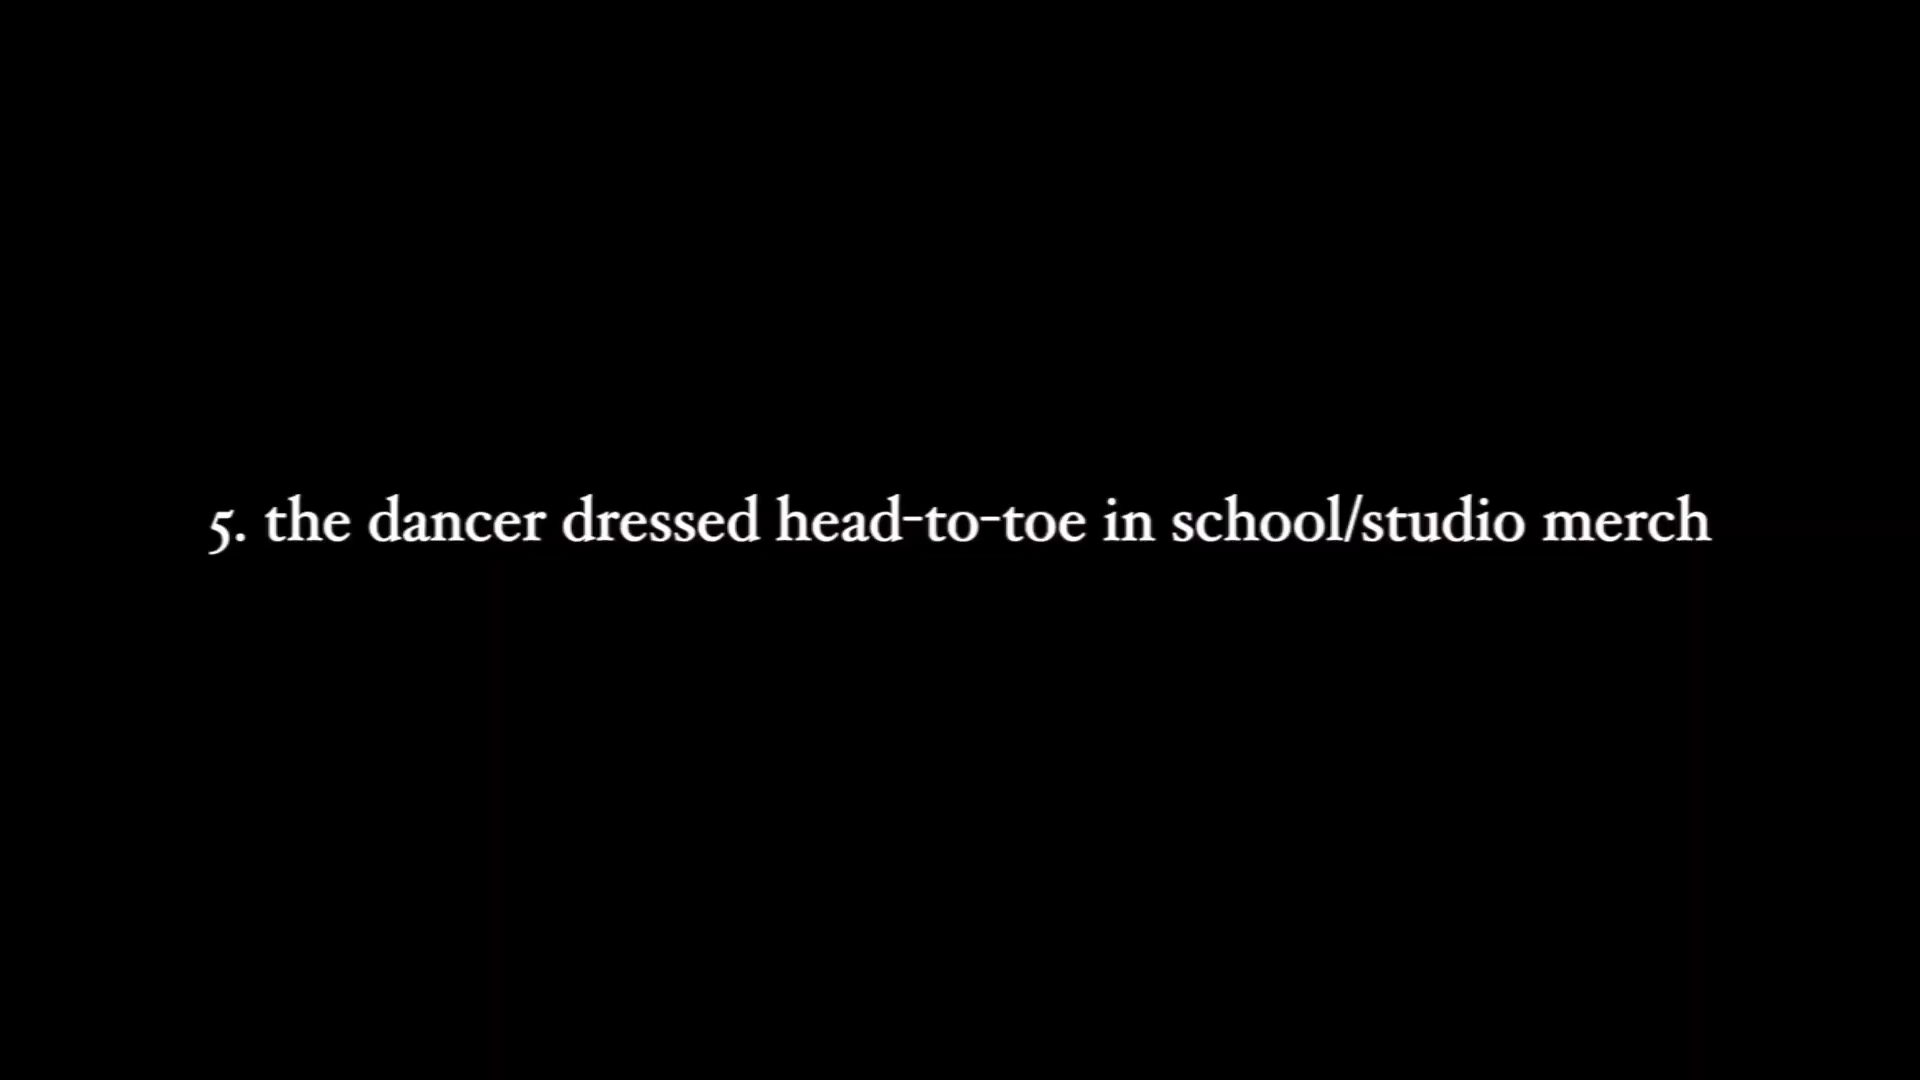 5. the dancer dressed head-to-toe in school/studio merch